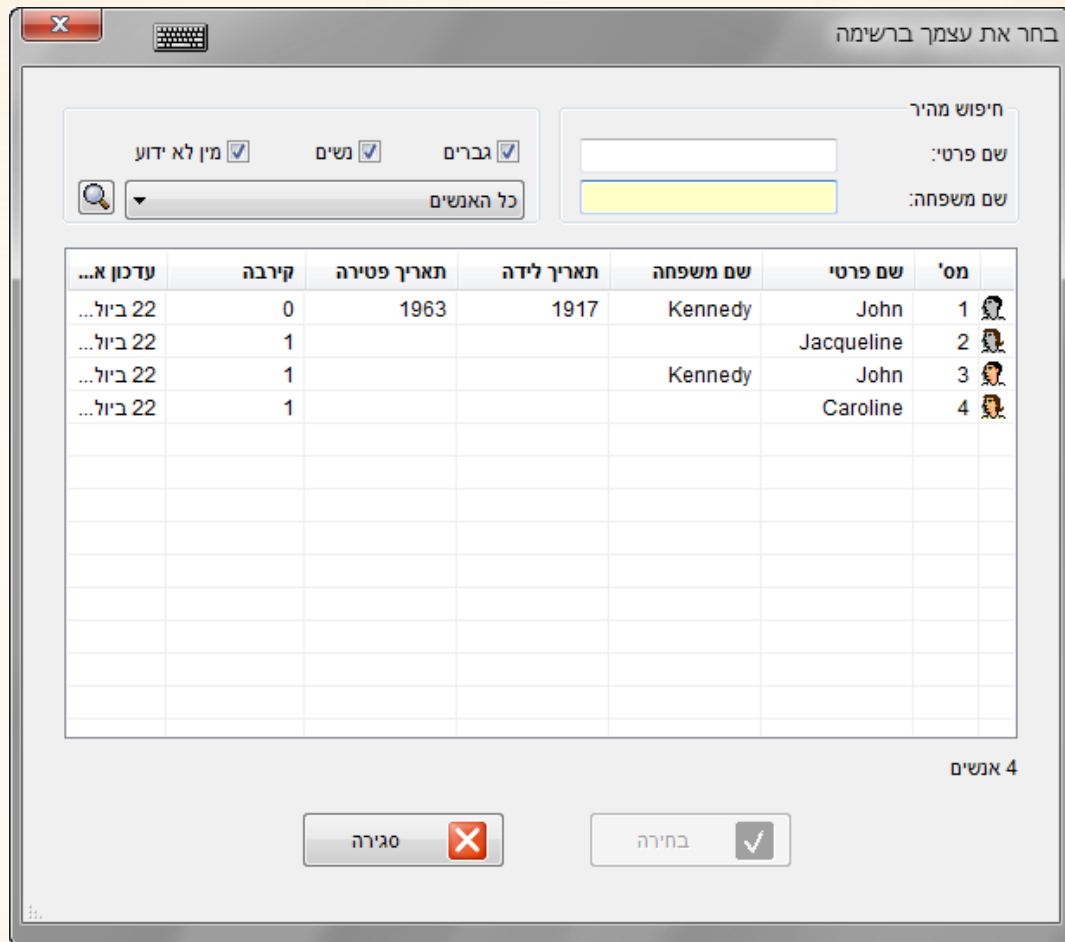 בחר את עצמך ברשימה
חיפוש מהיר
שם פרטי:
שם משפחה:
גברים נשים מין לא ידוע
כל האנשים
מס' שם פרטי שם משפחה תאריך לידה תאריך פטירה קירבה עדכון א...
1 John Kennedy 1917 1963 0 22 ביול...
2 Jacqueline 1 22 ביול...
3 John Kennedy 1 22 ביול...
4 Caroline 1 22 ביול...
4 אנשים
בחירה סגירה